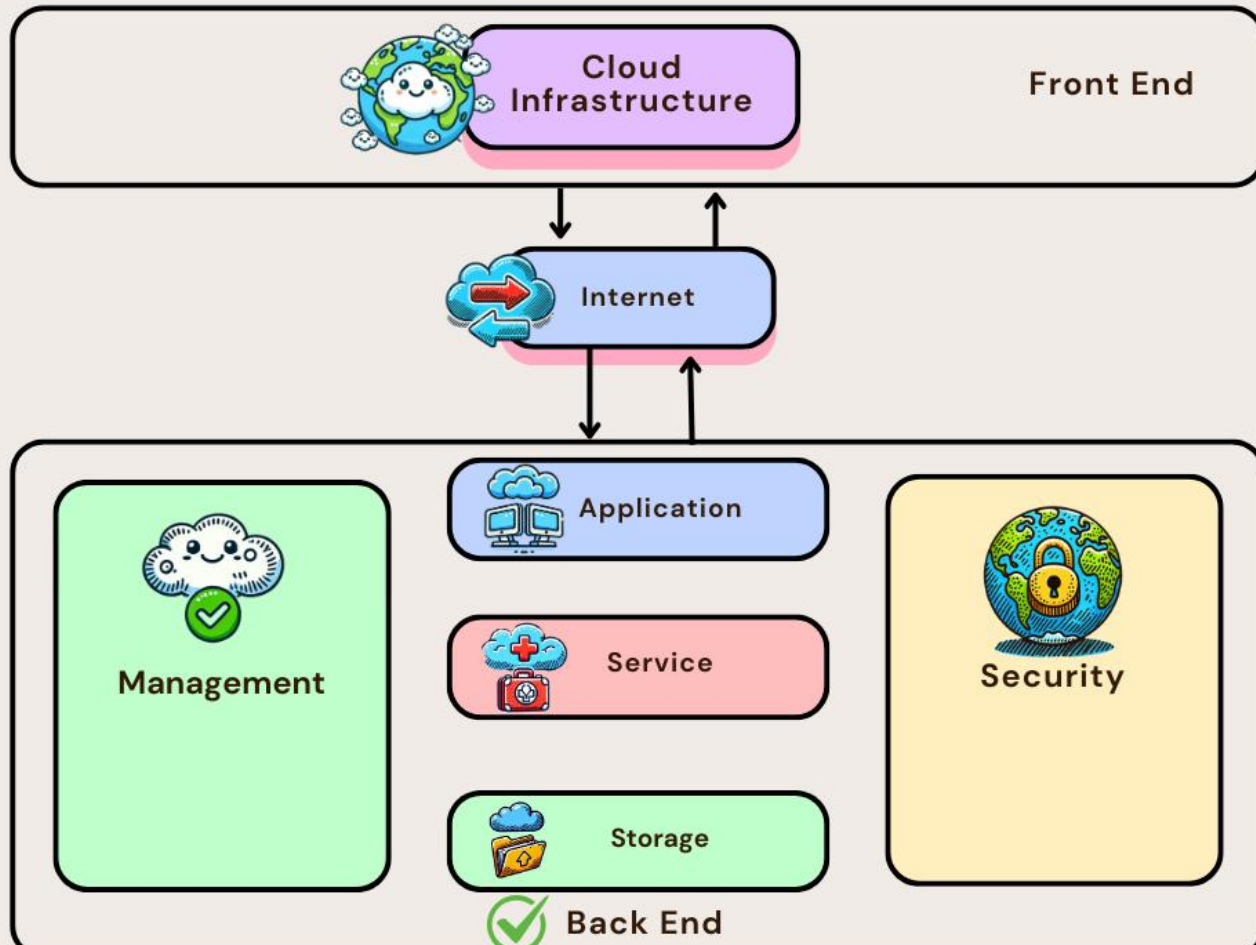 Cloud
Infrastructure
Front End
Internet
Application
Service
Management
Security
Storage
Back End